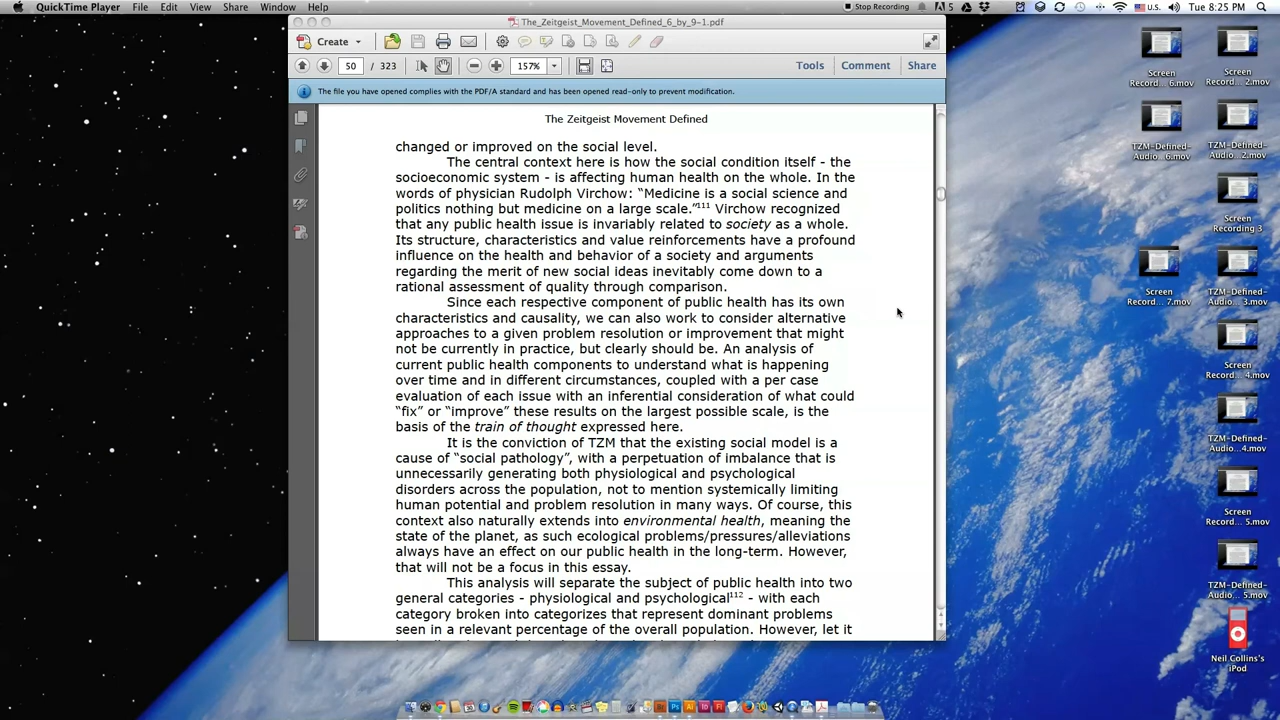 QuickTime Player File Edit View Share Window Help
Stop Recording 5 U.S. Tue 8:25 PM
The_Zeitgeist_Movement_Defined_6_by_9-1.pdf
Create
50 / 323 157% Tools Comment Share
The file you have opened complies with the PDF/A standard and has been opened read-only to prevent modification.
The Zeitgeist Movement Defined
changed or improved on the social level.
The central context here is how the social condition itself - the
socioeconomic system - is affecting human health on the whole. In the
words of physician Rudolph Virchow: “Medicine is a social science and
politics nothing but medicine on a large scale.”111 Virchow recognized
that any public health issue is invariably related to society as a whole.
Its structure, characteristics and value reinforcements have a profound
influence on the health and behavior of a society and arguments
regarding the merit of new social ideas inevitably come down to a
rational assessment of quality through comparison.
Since each respective component of public health has its own
characteristics and causality, we can also work to consider alternative
approaches to a given problem resolution or improvement that might
not be currently in practice, but clearly should be. An analysis of
current public health components to understand what is happening
over time and in different circumstances, coupled with a per case
evaluation of each issue with an inferential consideration of what could
“fix” or “improve” these results on the largest possible scale, is the
basis of the train of thought expressed here.
It is the conviction of TZM that the existing social model is a
cause of “social pathology”, with a perpetuation of imbalance that is
unnecessarily generating both physiological and psychological
disorders across the population, not to mention systemically limiting
human potential and problem resolution in many ways. Of course, this
context also naturally extends into environmental health, meaning the
state of the planet, as such ecological problems/pressures/alleviations
always have an effect on our public health in the long-term. However,
that will not be a focus in this essay.
This analysis will separate the subject of public health into two
general categories - physiological and psychological112 - with each
category broken into categorizes that represent dominant problems
seen in a relevant percentage of the overall population. However, let it
Screen
Record... 6.mov
Screen
Record... 2.mov
TZM-Defined-
Audio... 6.mov
TZM-Defined-
Audio... 2.mov
Screen
Recording 3
Screen
Record... 7.mov
TZM-Defined-
Audio... 3.mov
Screen
Record... 4.mov
TZM-Defined-
Audio... 4.mov
Screen
Record... 5.mov
TZM-Defined-
Audio... 5.mov
Neil Collins's
iPod